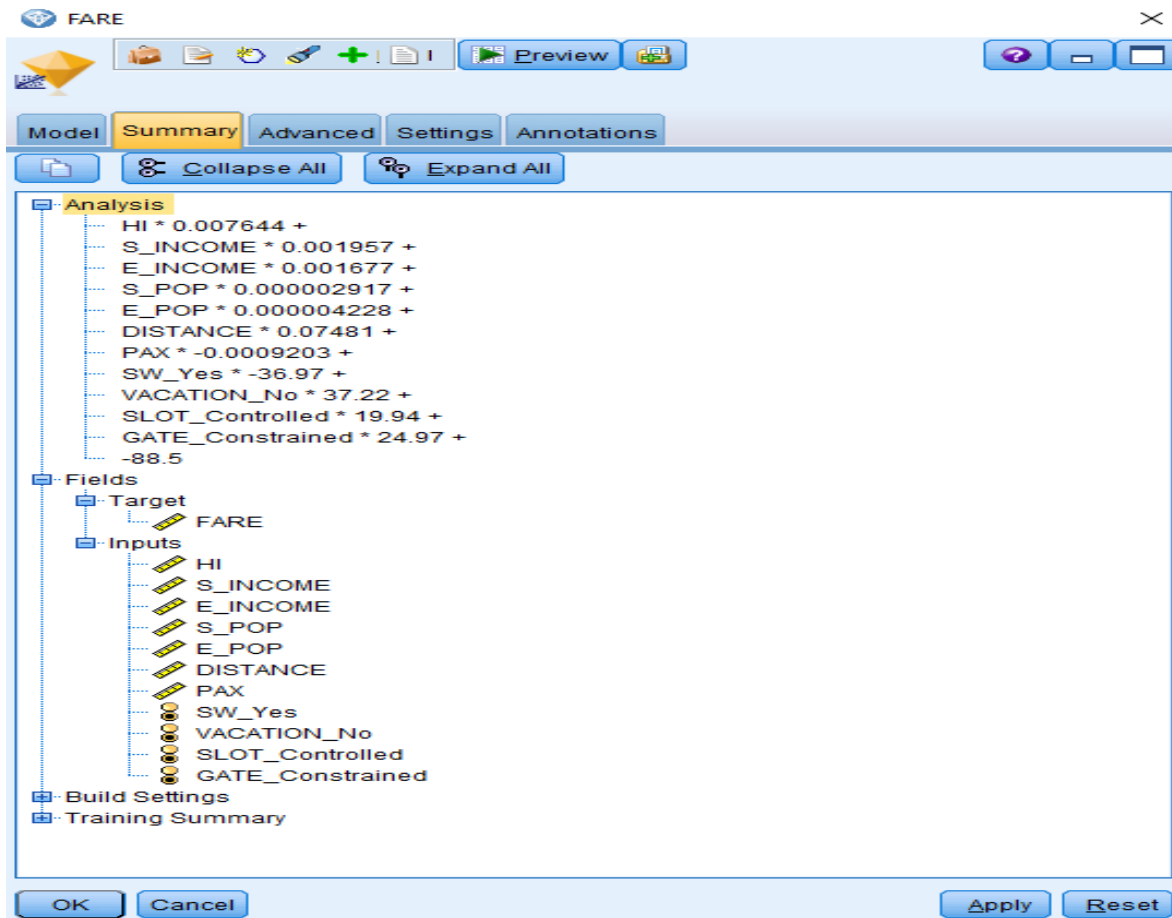 FARE
Preview
Model Summary Advanced Settings Annotations
Collapse All Expand All
Analysis
HI * 0.007644 +
S_INCOME * 0.001957 +
E_INCOME * 0.001677 +
S_POP * 0.000002917 +
E_POP * 0.000004228 +
DISTANCE * 0.07481 +
PAX * -0.0009203 +
SW_Yes * -36.97 +
VACATION_No * 37.22 +
SLOT_Controlled * 19.94 +
GATE_Constrained * 24.97 +
-88.5
Fields
Target
FARE
Inputs
HI
S_INCOME
E_INCOME
S_POP
E_POP
DISTANCE
PAX
SW_Yes
VACATION_No
SLOT_Controlled
GATE_Constrained
Build Settings
Training Summary
OK Cancel Apply Reset